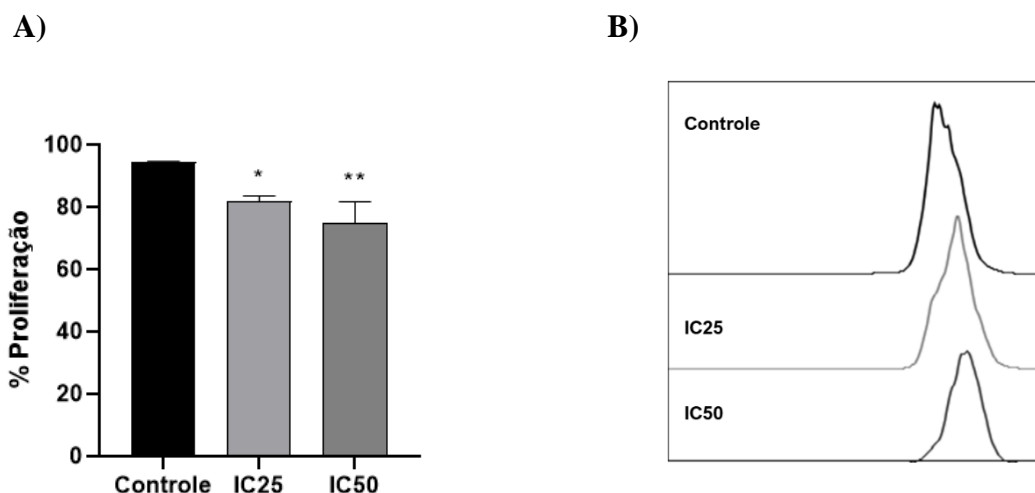 A)
B)
% Proliferação
100
80
60
40
20
0
*
**
Controle IC25 IC50
Controle
IC25
IC50